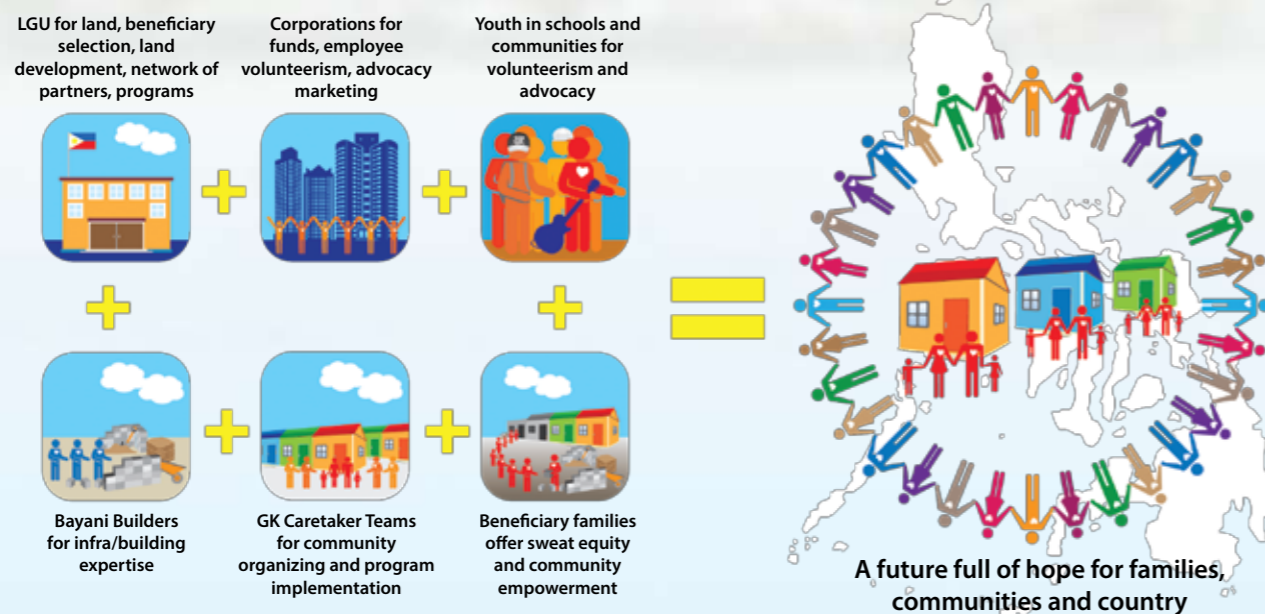 LGU for land, beneficiary
selection, land
development, network of
partners, programs
Corporations for
funds, employee
volunteerism, advocacy
marketing
Youth in schools and
communities for
volunteerism and
advocacy
Bayani Builders
for infra/building
expertise
GK Caretaker Teams
for community
organizing and program
implementation
Beneficiary families
offer sweat equity
and community
empowerment
A future full of hope for families,
communities and country